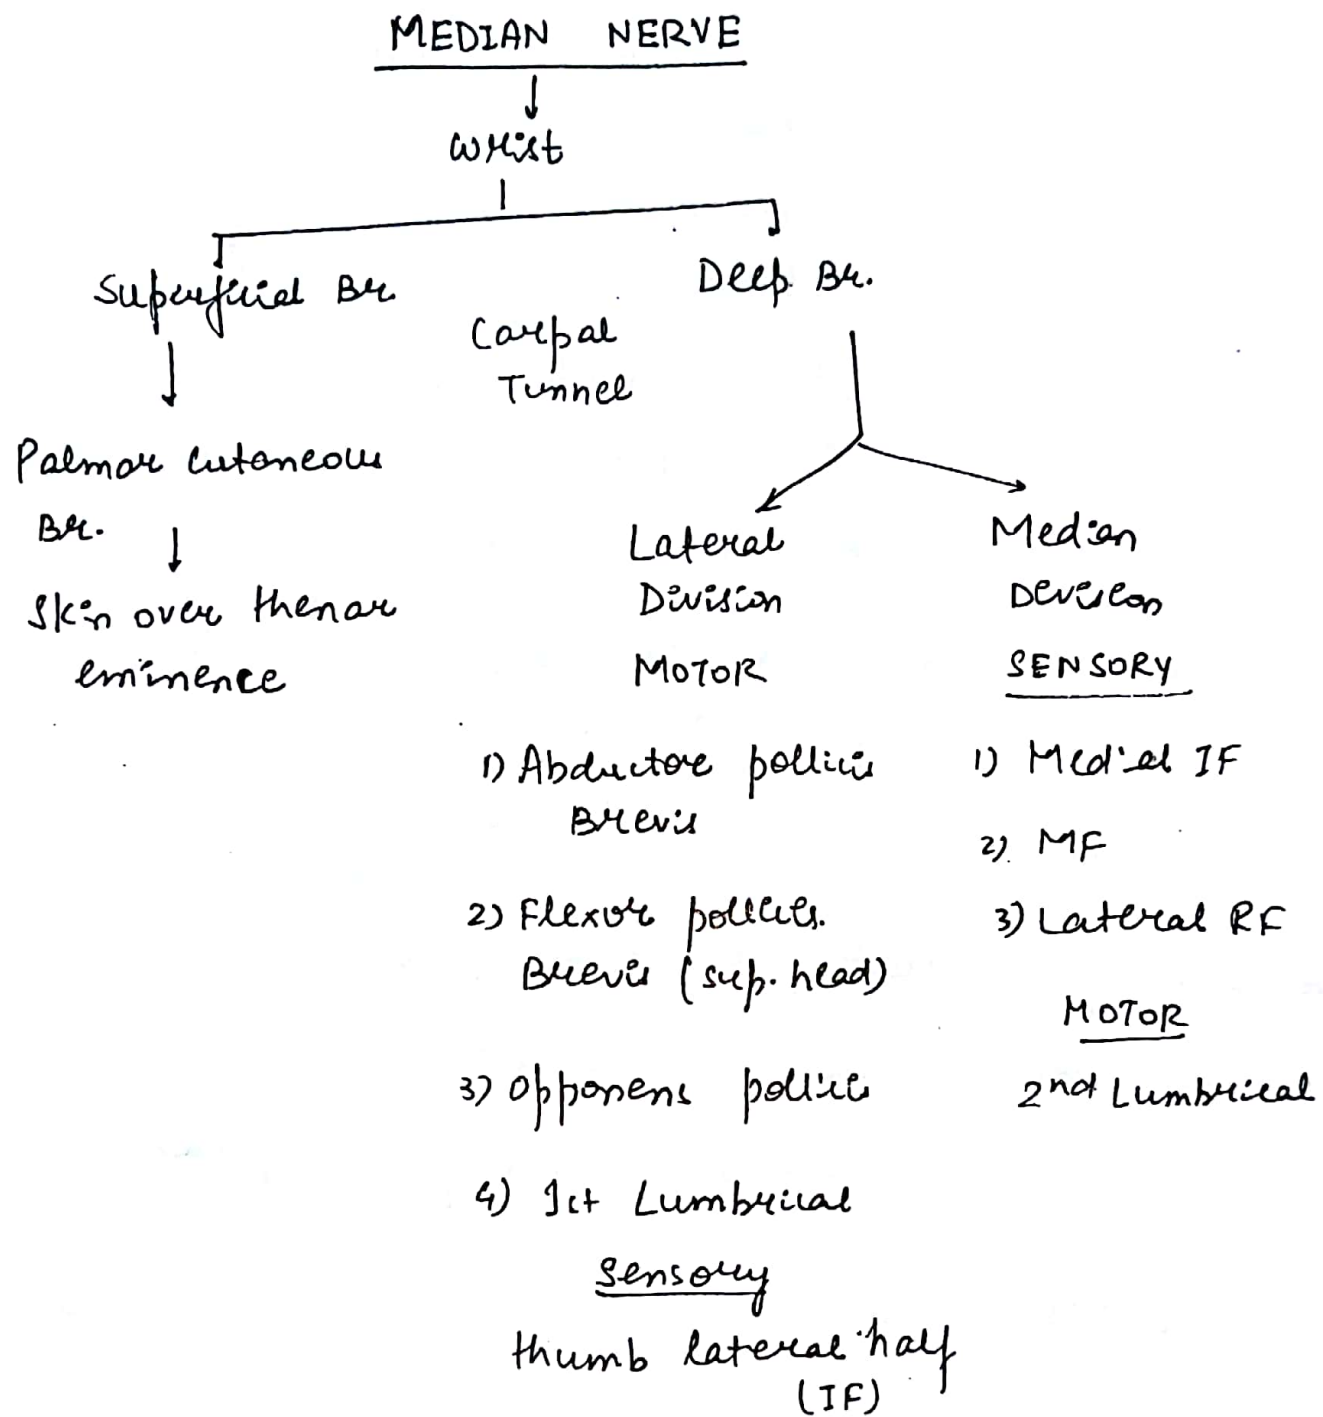 MEDIAN NERVE
Wrist
Superficial Br.
Deep Br.
Carpal
Tunnel
Palmar Cutaneous
Br.
Skin over thenar
eminence
Lateral
Division
MOTOR
1) Abductor pollicis
Brevis
2) Flexor pollicis.
Brevis (sup. head)
3) Opponens pollicis
4) 1st Lumbrical
Sensory
thumb lateral half
(IF)
Median
Division
SENSORY
1) Medial IF
2) MF
3) Lateral RF
MOTOR
2nd Lumbrical